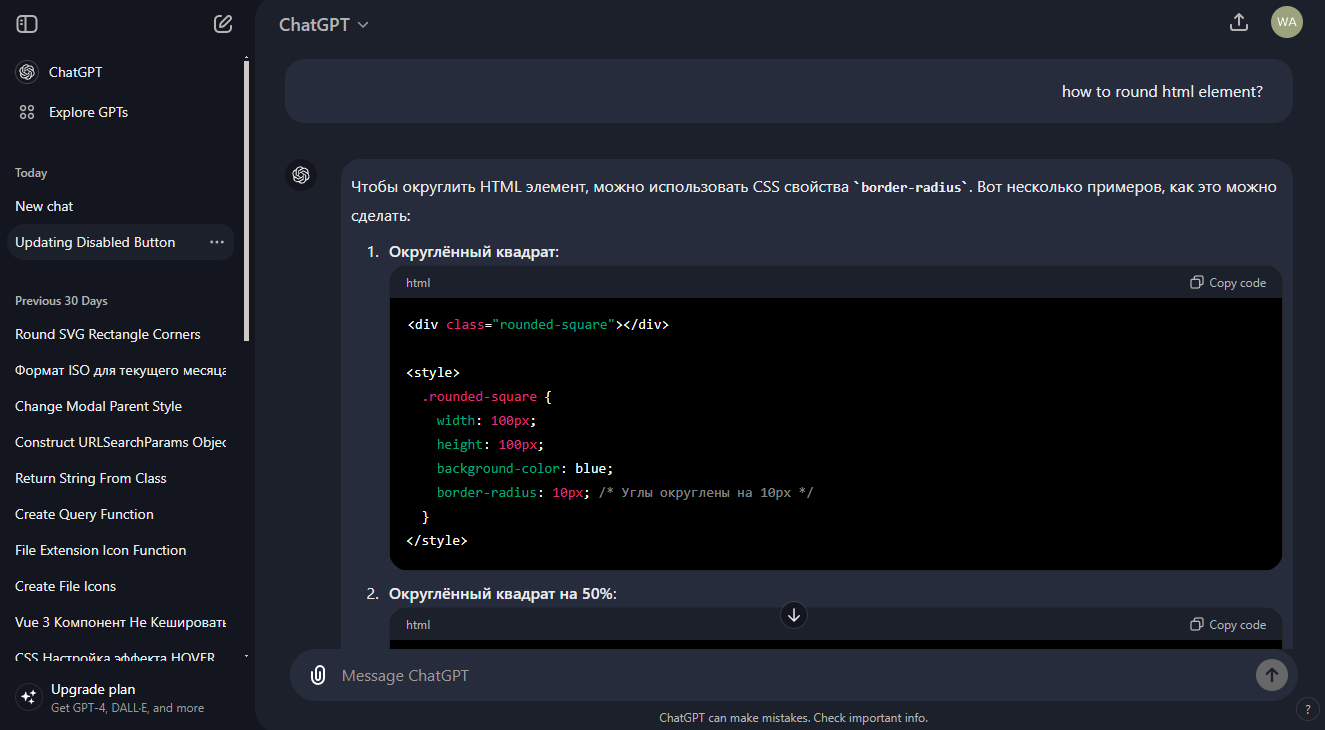 ChatGPT
Explore GPTs
Today
New chat
Updating Disabled Button
Previous 30 Days
Round SVG Rectangle Corners
Формат ISO для текущего месяца
Change Modal Parent Style
Construct URLSearchParams Objec
Return String From Class
Create Query Function
File Extension Icon Function
Create File Icons
Vue 3 Компонент Не Кешировать
CSS Настройка эффекта HOVER
Upgrade plan
Get GPT-4, DALL·E, and more
ChatGPT
WA
how to round html element?
Чтобы округлить HTML элемент, можно использовать CSS свойства `border-radius`. Вот несколько примеров, как это можно
сделать:
1. Округлённый квадрат:
html Copy code
<div class="rounded-square"></div>
<style>
.rounded-square {
width: 100px;
height: 100px;
background-color: blue;
border-radius: 10px; /* Углы округлены на 10px */
}
</style>
2. Округлённый квадрат на 50%:
html Copy code
Message ChatGPT
ChatGPT can make mistakes. Check important info.
?